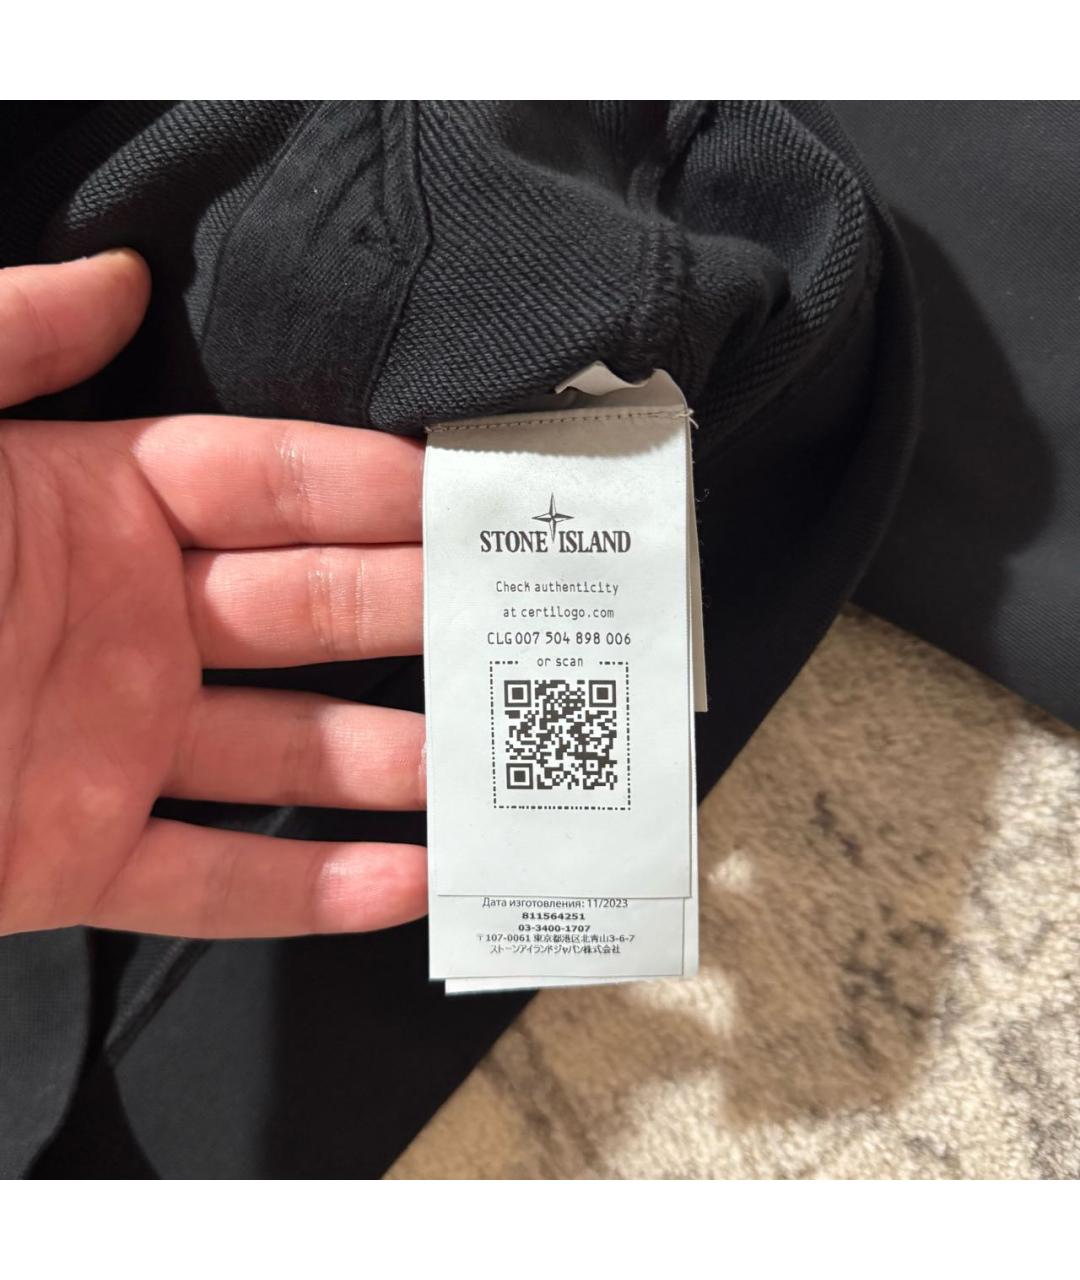 STONE ISLAND
Check authenticity
at certilogo.com
CLG 007 504 898 006
or scan
Дата изготовления: 11/2023
811564251
03-3400-1707
〒107-0061 東京都港区北青山3-6-7
ストーンアイランドジャパン株式会社